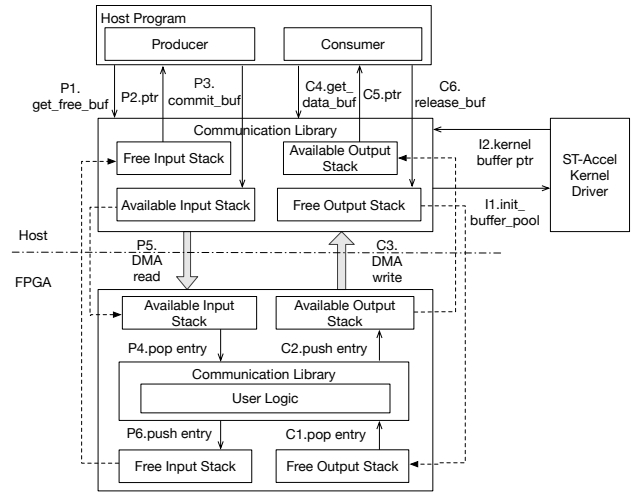 Host Program
Producer
Consumer
P1.
get_free_buf
P2.ptr
P3.
commit_buf
C4.get_
data_buf
C5.ptr
C6.
release_buf
Communication Library
Free Input Stack
Available Output
Stack
Available Input Stack
Free Output Stack
I2.kernel
buffer ptr
ST-Accel
Kernel
Driver
I1.init_
buffer_pool
Host
FPGA
P5.
DMA
read
C3.
DMA
write
Available Input
Stack
Available Output
Stack
P4.pop entry
C2.push entry
Communication Library
User Logic
P6.push entry
C1.pop entry
Free Input Stack
Free Output Stack